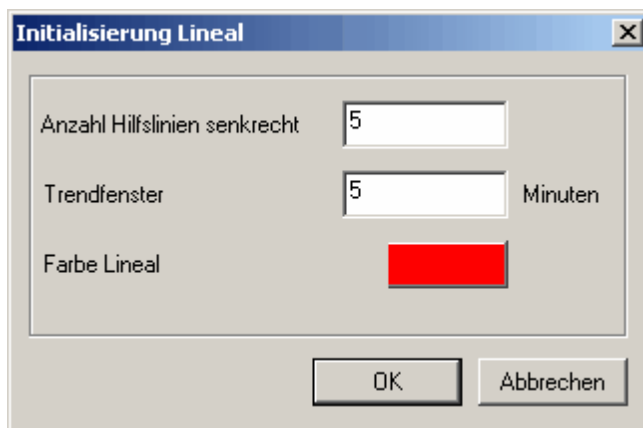 Initialisierung Lineal
Anzahl Hilfslinien senkrecht 5
Trendfenster 5 Minuten
Farbe Lineal
OK Abbrechen